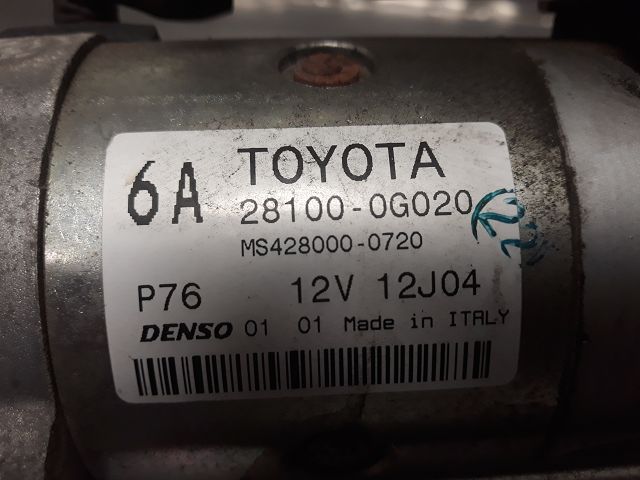 6A TOYOTA
28100-0G020
MS428000-0720
P76 12V 12J04
DENSO 01 01 Made in ITALY